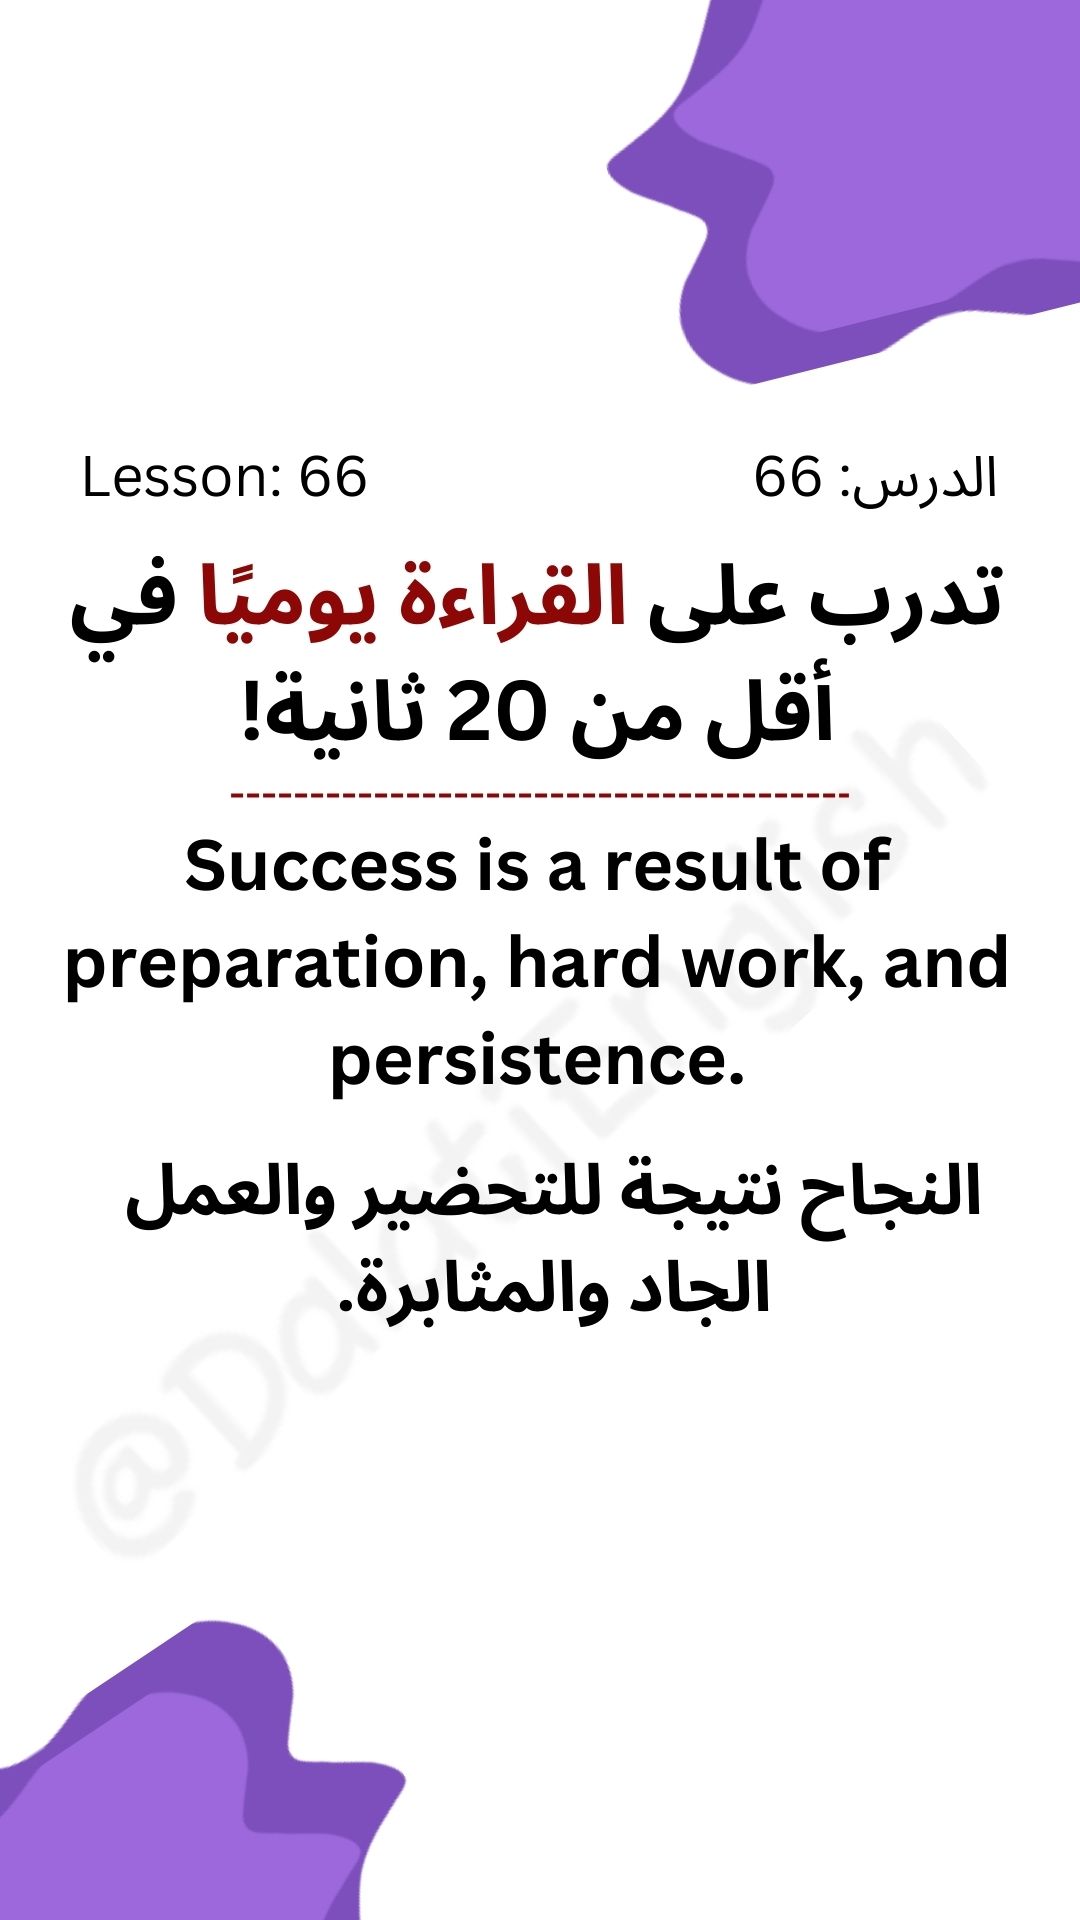 Lesson: 66
الدرس: 66
تدرب على القراءة يوميًا في
أقل من 20 ثانية!
---------------------------------------
Success is a result of
preparation, hard work, and
persistence.
النجاح نتيجة للتحضير والعمل
الجاد والمثابرة.
@DalatiEnglish